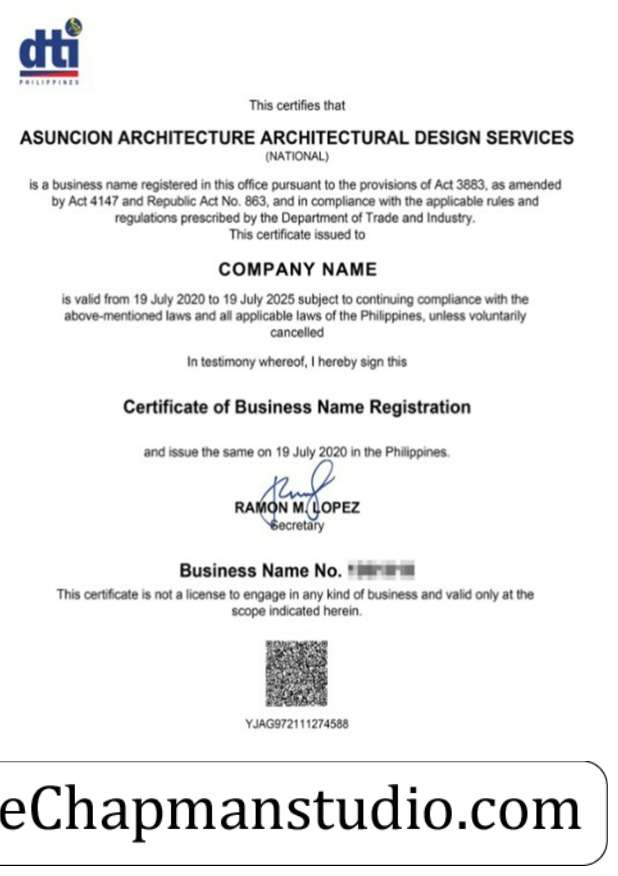 dti
PHILIPPINES
This certifies that
ASUNCION ARCHITECTURE ARCHITECTURAL DESIGN SERVICES
(NATIONAL)
is a business name registered in this office pursuant to the provisions of Act 3883, as amended
by Act 4147 and Republic Act No. 863, and in compliance with the applicable rules and
regulations prescribed by the Department of Trade and Industry.
This certificate issued to
COMPANY NAME
is valid from 19 July 2020 to 19 July 2025 subject to continuing compliance with the
above-mentioned laws and all applicable laws of the Philippines, unless voluntarily
cancelled
In testimony whereof, I hereby sign this
Certificate of Business Name Registration
and issue the same on 19 July 2020 in the Philippines.
RAMON M. LOPEZ
Secretary
Business Name No.
This certificate is not a license to engage in any kind of business and valid only at the
scope indicated herein.
YJAG972111274588
eChapmanstudio.com